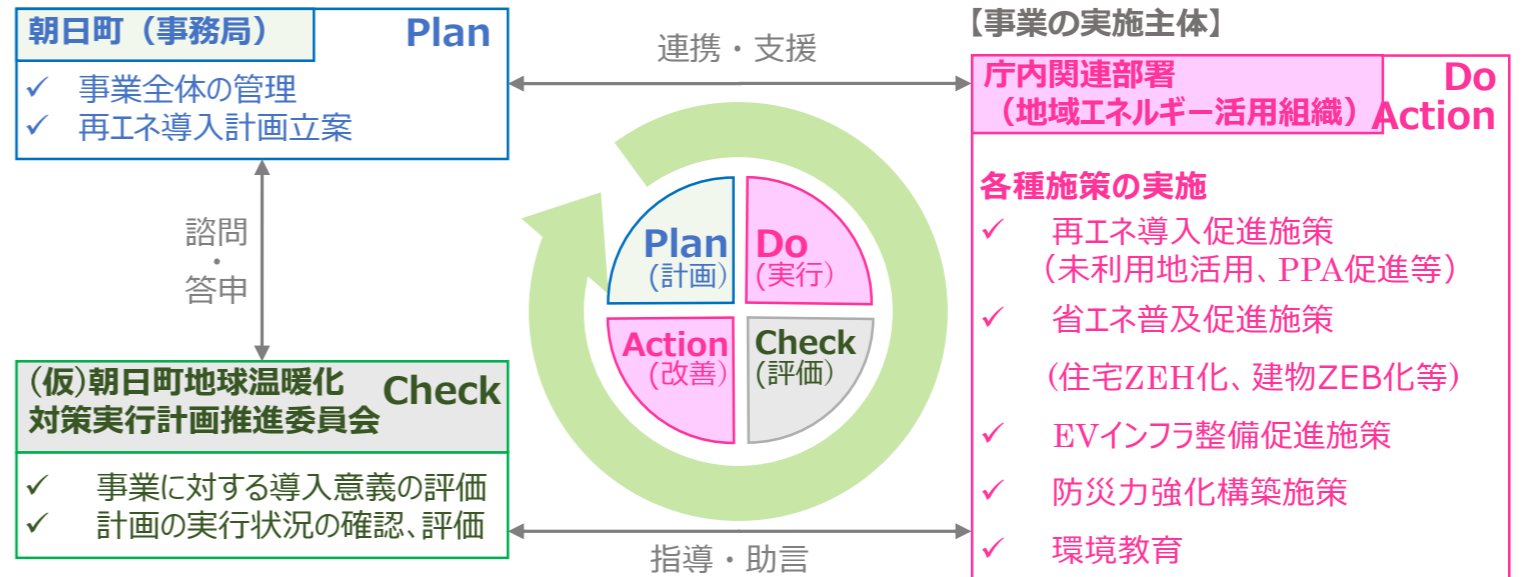 朝日町（事務局）
Plan
✓ 事業全体の管理
✓ 再エネ導入計画立案
連携・支援
諮問
・
答申
(仮)朝日町地球温暖化
対策実行計画推進委員会
Check
✓ 事業に対する導入意義の評価
✓ 計画の実行状況の確認、評価
Plan
(計画)
Do
(実行)
Action
(改善)
Check
(評価)
指導・助言
【事業の実施主体】
庁内関連部署
（地域エネルギー活用組織）
Do
Action
各種施策の実施
✓ 再エネ導入促進施策
（未利用地活用、PPA促進等）
✓ 省エネ普及促進施策
(住宅ZEH化、建物ZEB化等)
✓ EVインフラ整備促進施策
✓ 防災力強化構築施策
✓ 環境教育